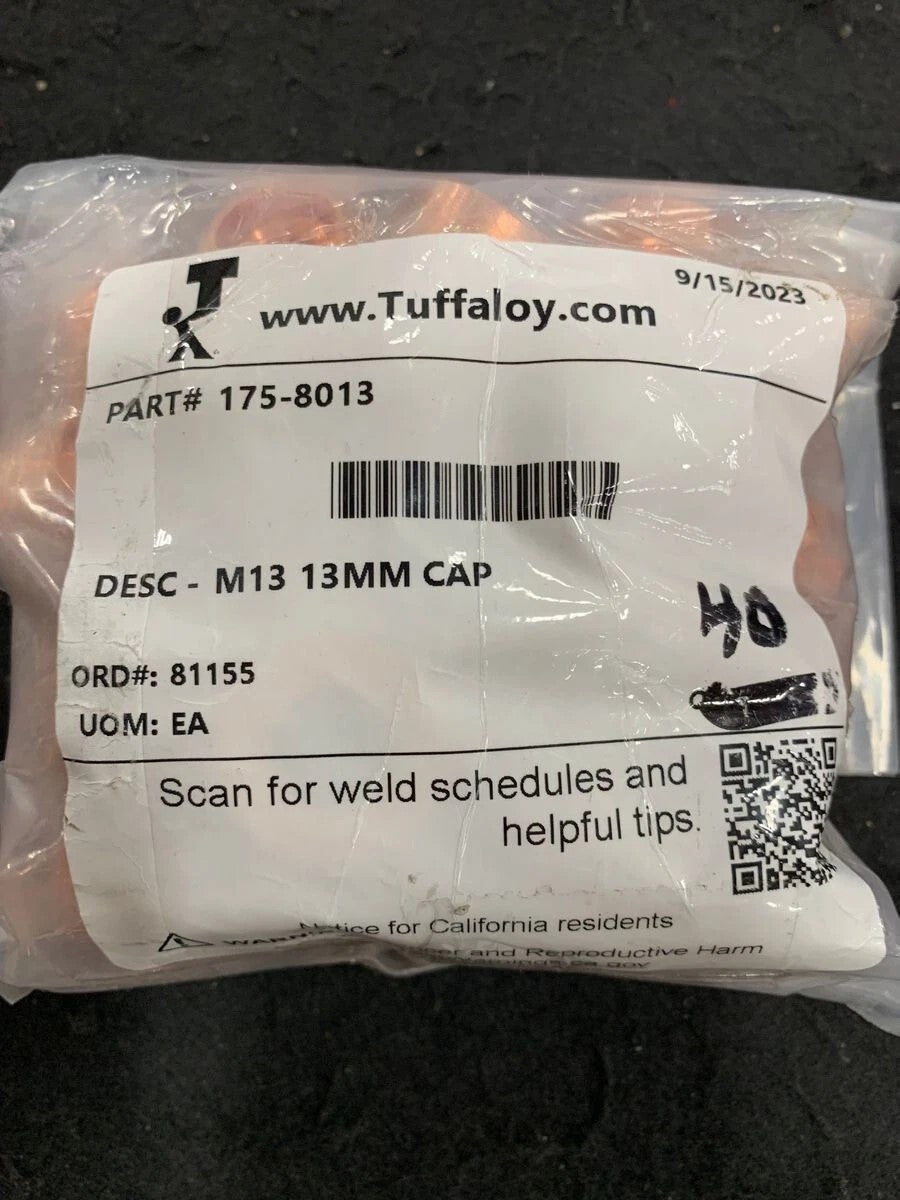 www.Tuffaloy.com
9/15/2023
PART# 175-8013
DESC - M13 13MM CAP
40
ORD#: 81155
UOM: EA
Scan for weld schedules and
helpful tips.
Notice for California residents
and Reproductive Harm